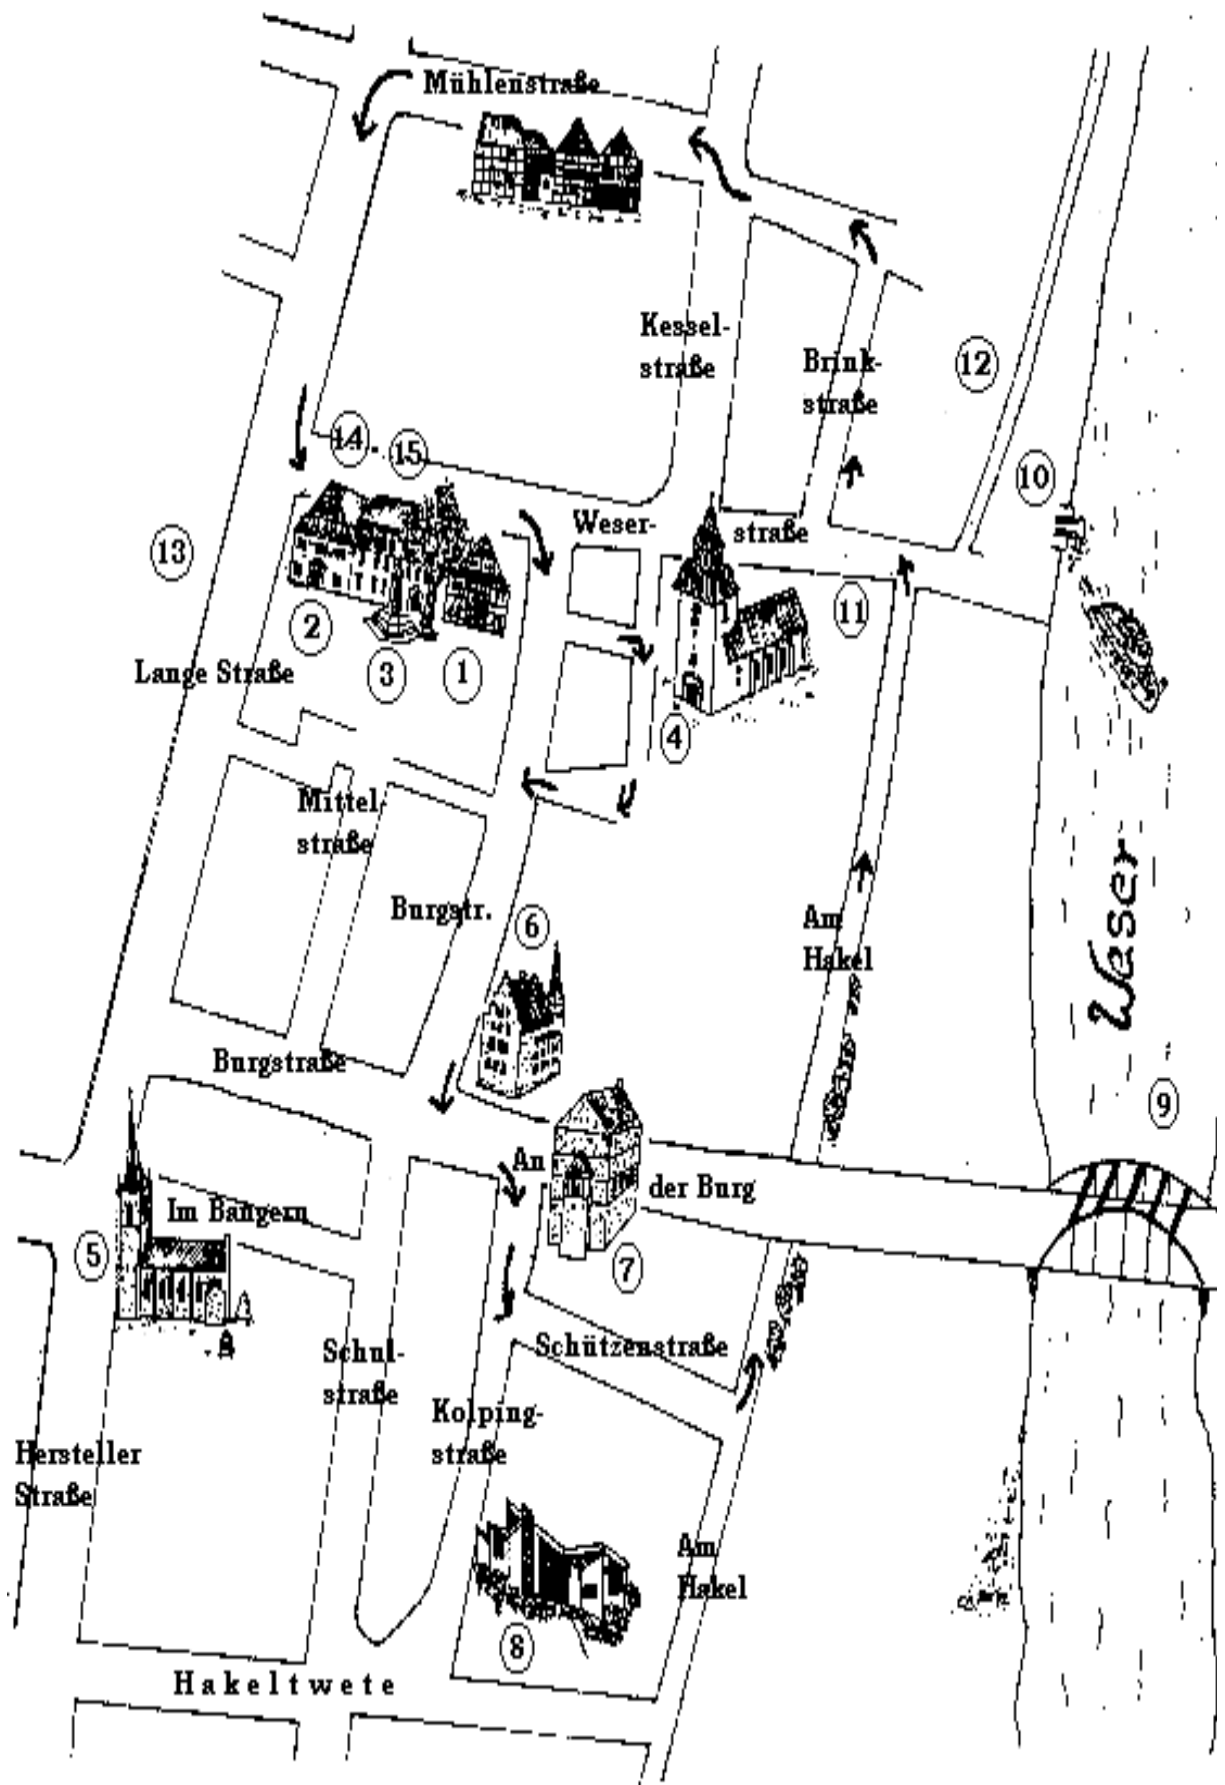 Mühlenstraße
Kessel-
straße
Brink-
straße
12
14
15
10
Weser-
straße
13
11
2
3
1
Lange Straße
4
Mittel-
straße
Burgstr.
6
Am
Hakel
Weser
Burgstraße
9
An
der Burg
Im Bangern
5
7
Schul-
straße
Schützenstraße
Kolping-
straße
Hersteller
Straße
Am
Hakel
8
Hakeltwete